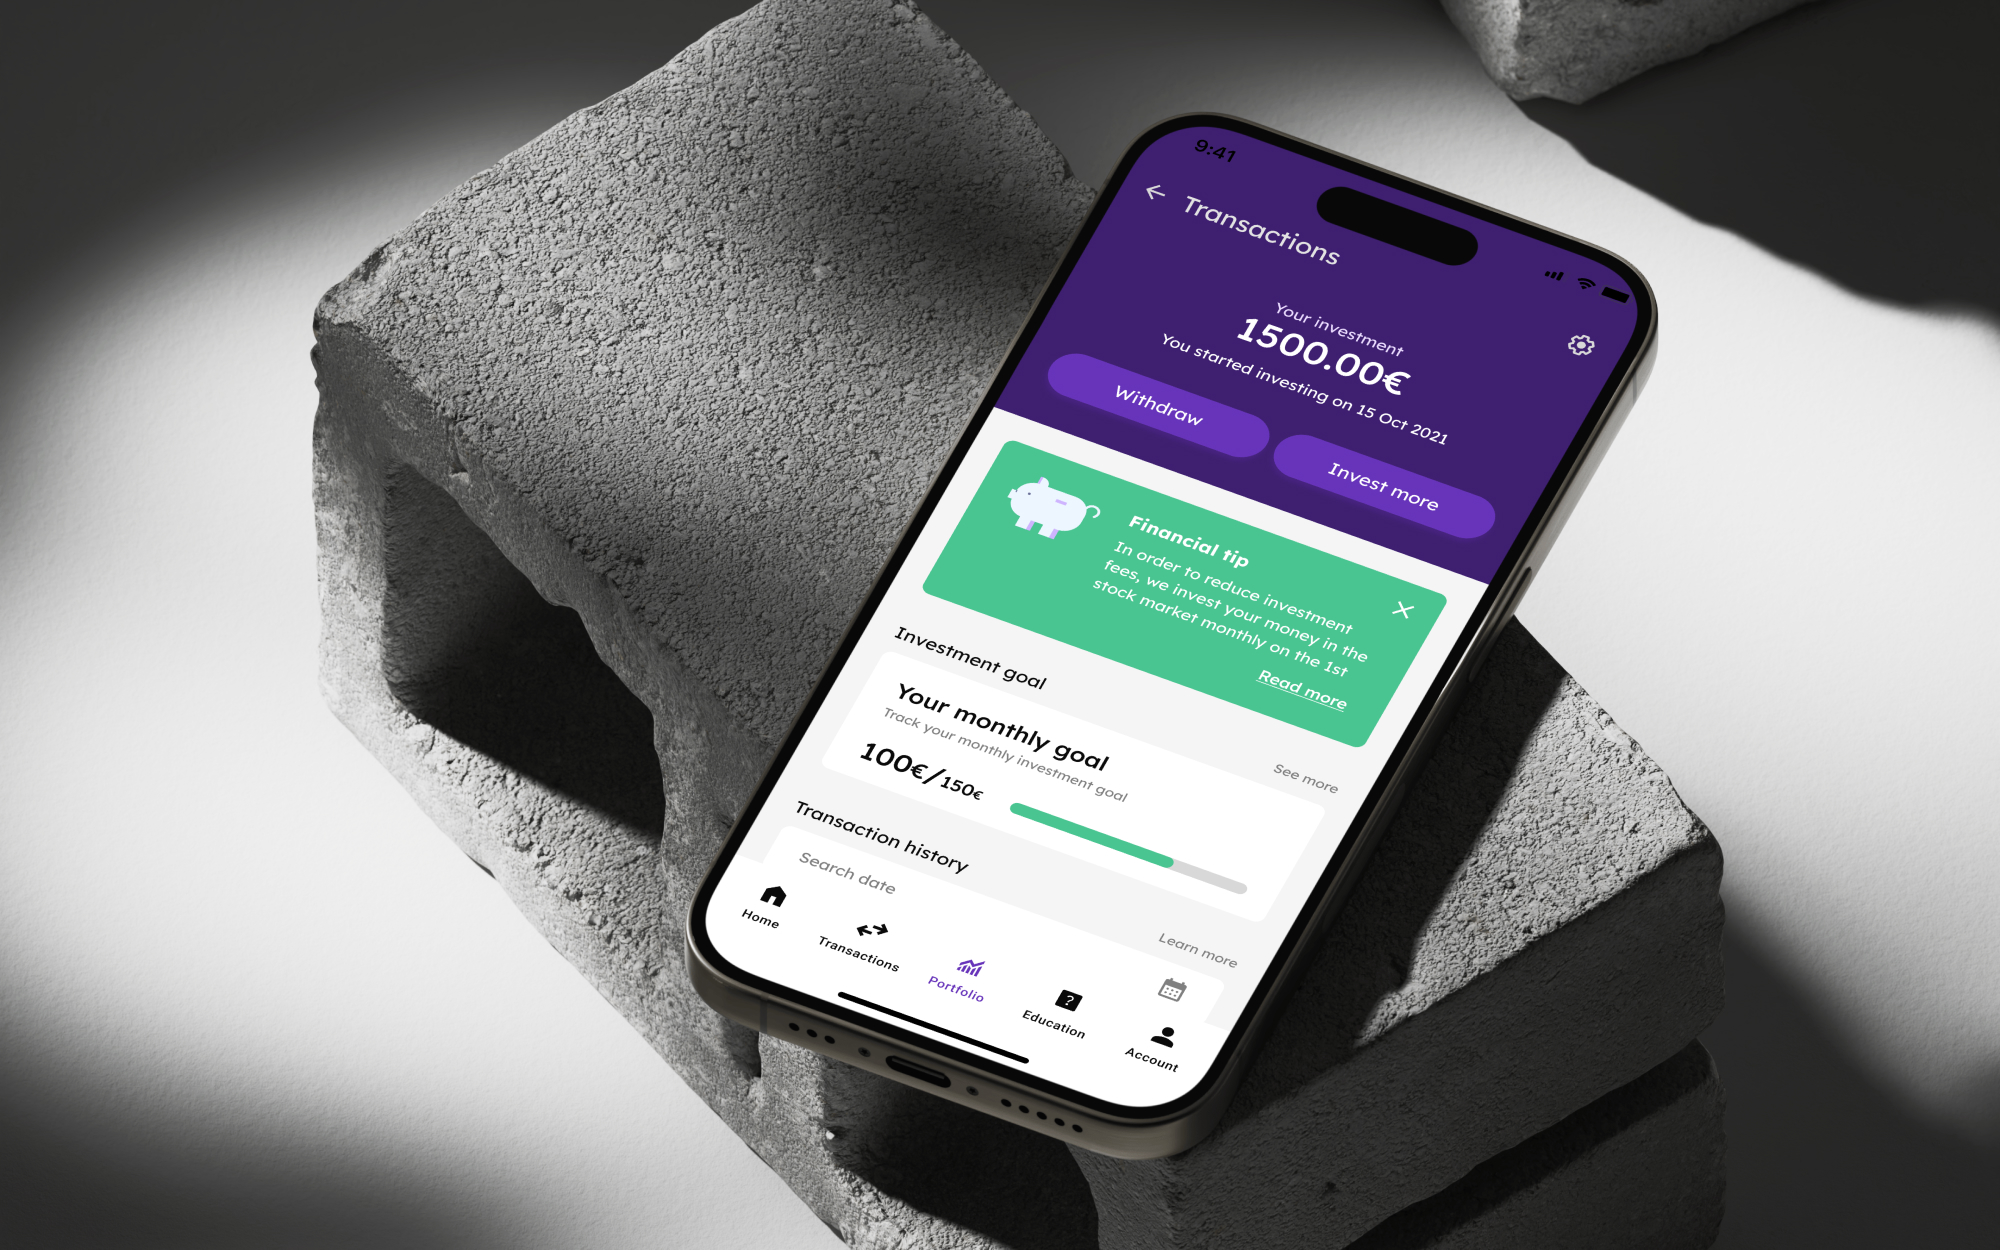 9:41
Transactions
Your investment
1500.00€
You started investing on 15 Oct 2021
Withdraw
Invest more
Financial tip
In order to reduce investment
fees, we invest your money in the
stock market monthly on the 1st
Read more
Investment goal
See more
Your monthly goal
Track your monthly investment goal
100€/150€
Transaction history
Learn more
Search date
Home
Transactions
Portfolio
?
Education
Account